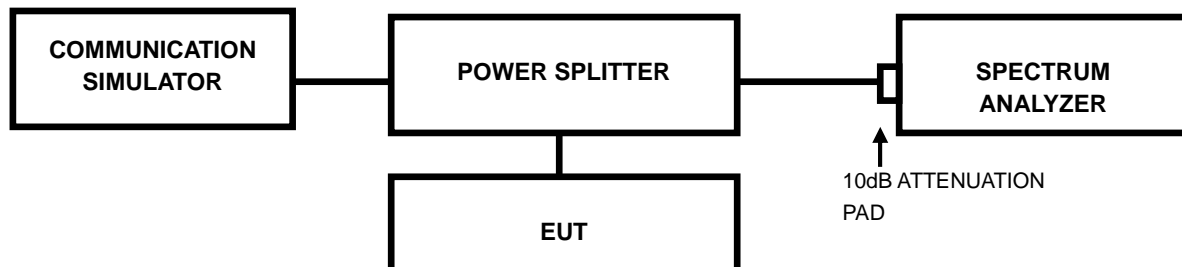 COMMUNICATION
SIMULATOR
POWER SPLITTER
SPECTRUM
ANALYZER
10dB ATTENUATION
PAD
EUT